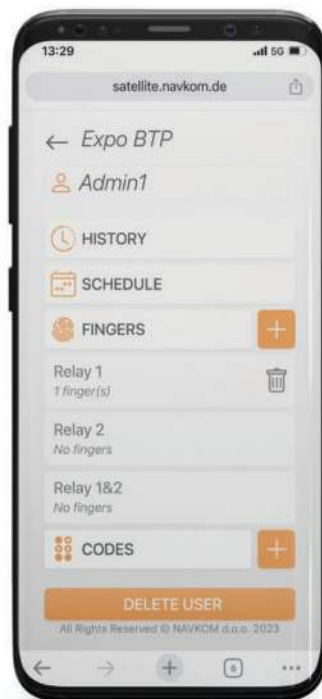 13:29
5G
satellite.navkom.de
Expo BTP
Admin1
HISTORY
SCHEDULE
FINGERS
Relay 1
1 finger(s)
Relay 2
No fingers
Relay 1&2
No fingers
CODES
DELETE USER
All Rights Reserved © NAVKOM d.o.o. 2023
6